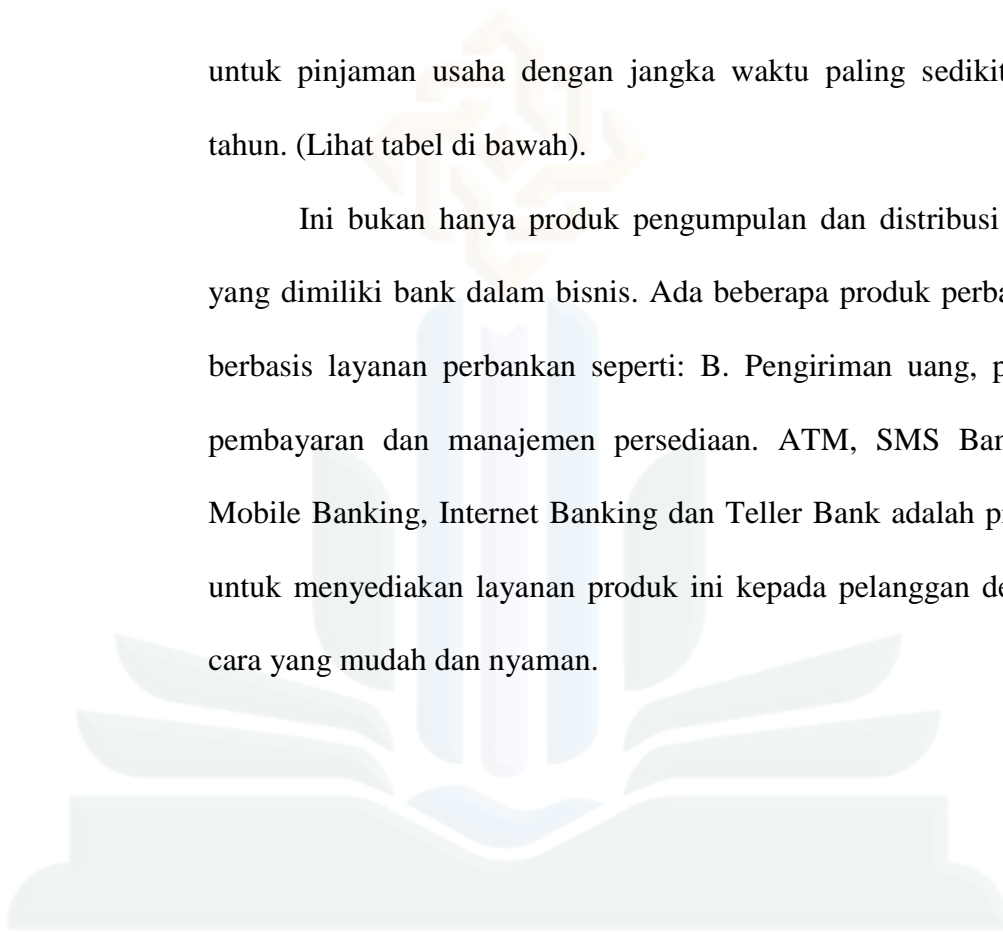 untuk pinjaman usaha dengan jangka waktu paling sedikit
tahun. (Lihat tabel di bawah).
Ini bukan hanya produk pengumpulan dan distribusi
yang dimiliki bank dalam bisnis. Ada beberapa produk
berbasis layanan perbankan seperti: B. Pengiriman uang,
pembayaran dan manajemen persediaan. ATM, SMS
Mobile Banking, Internet Banking dan Teller Bank adalah
untuk menyediakan layanan produk ini kepada pelanggan
cara yang mudah dan nyaman.